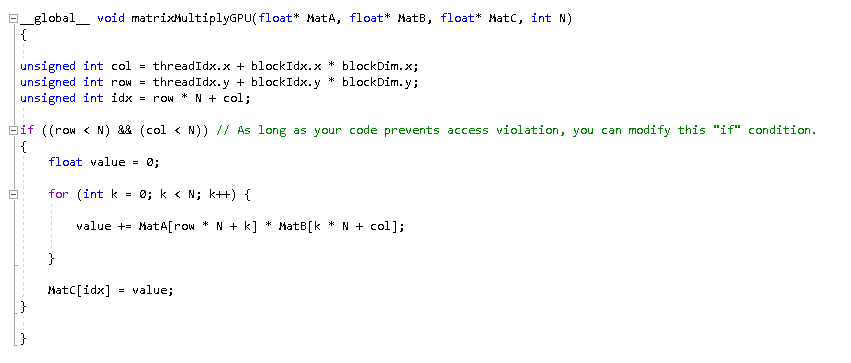 __global__ void matrixMultiplyGPU(float* MatA, float* MatB, float* MatC, int N)
{
unsigned int col = threadIdx.x + blockIdx.x * blockDim.x;
unsigned int row = threadIdx.y + blockIdx.y * blockDim.y;
unsigned int idx = row * N + col;
if ((row < N) && (col < N)) // As long as your code prevents access violation, you can modify this "if" condition.
{
float value = 0;
for (int k = 0; k < N; k++) {
value += MatA[row * N + k] * MatB[k * N + col];
}
MatC[idx] = value;
}
}